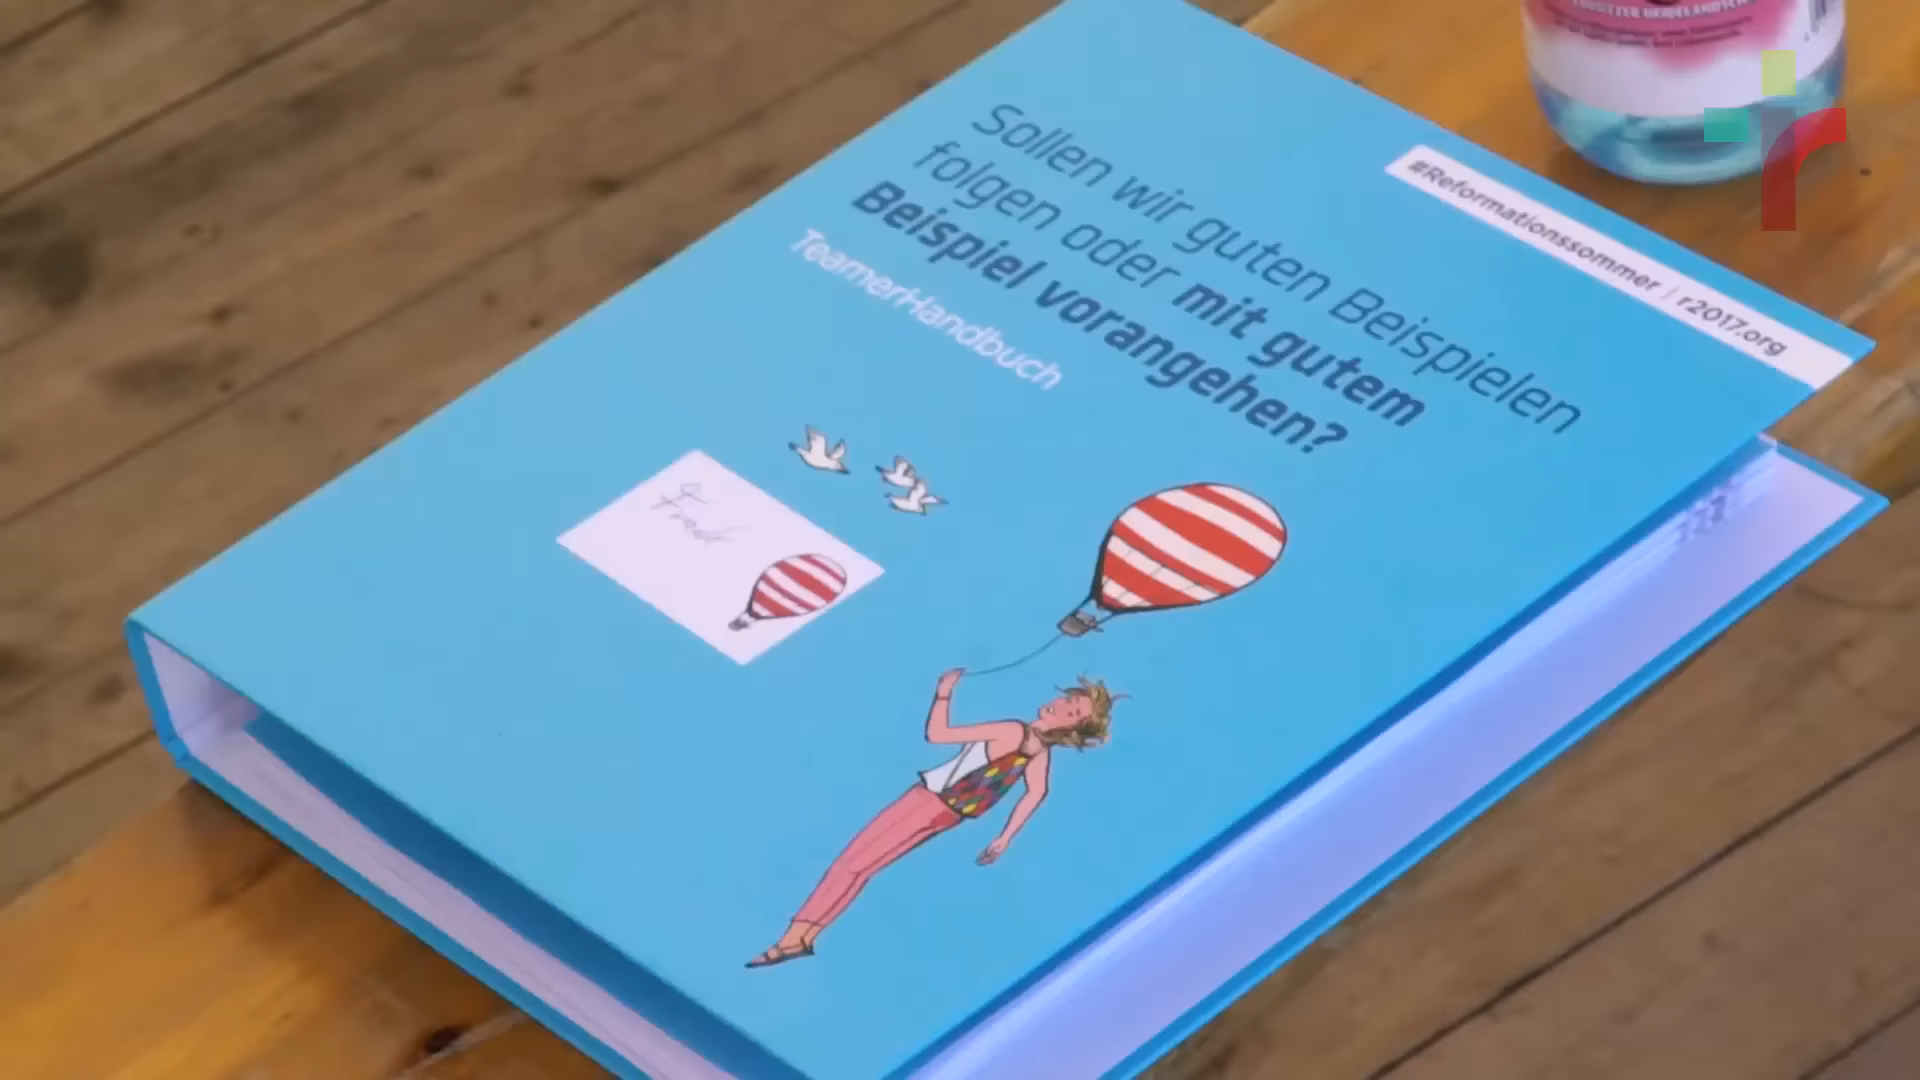 Sollen wir guten Beispielen
folgen oder mit gutem
Beispiel vorangehen?
TeamerHandbuch
#Reformationssommer | r2017.org